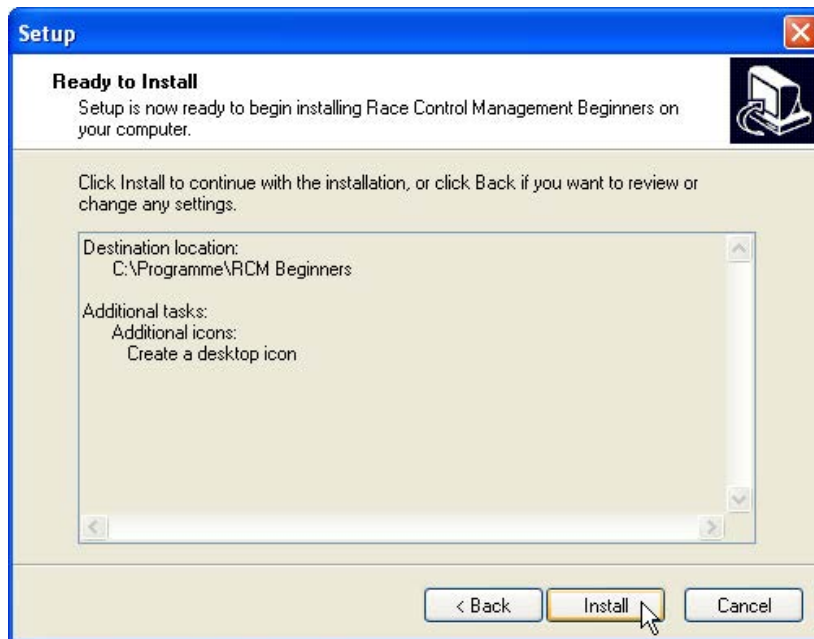 Setup
Ready to Install
Setup is now ready to begin installing Race Control Management Beginners on
your computer.
Click Install to continue with the installation, or click Back if you want to review or
change any settings.
Destination location:
C:\Programme\RCM Beginners
Additional tasks:
Additional icons:
Create a desktop icon
< Back
Install
Cancel